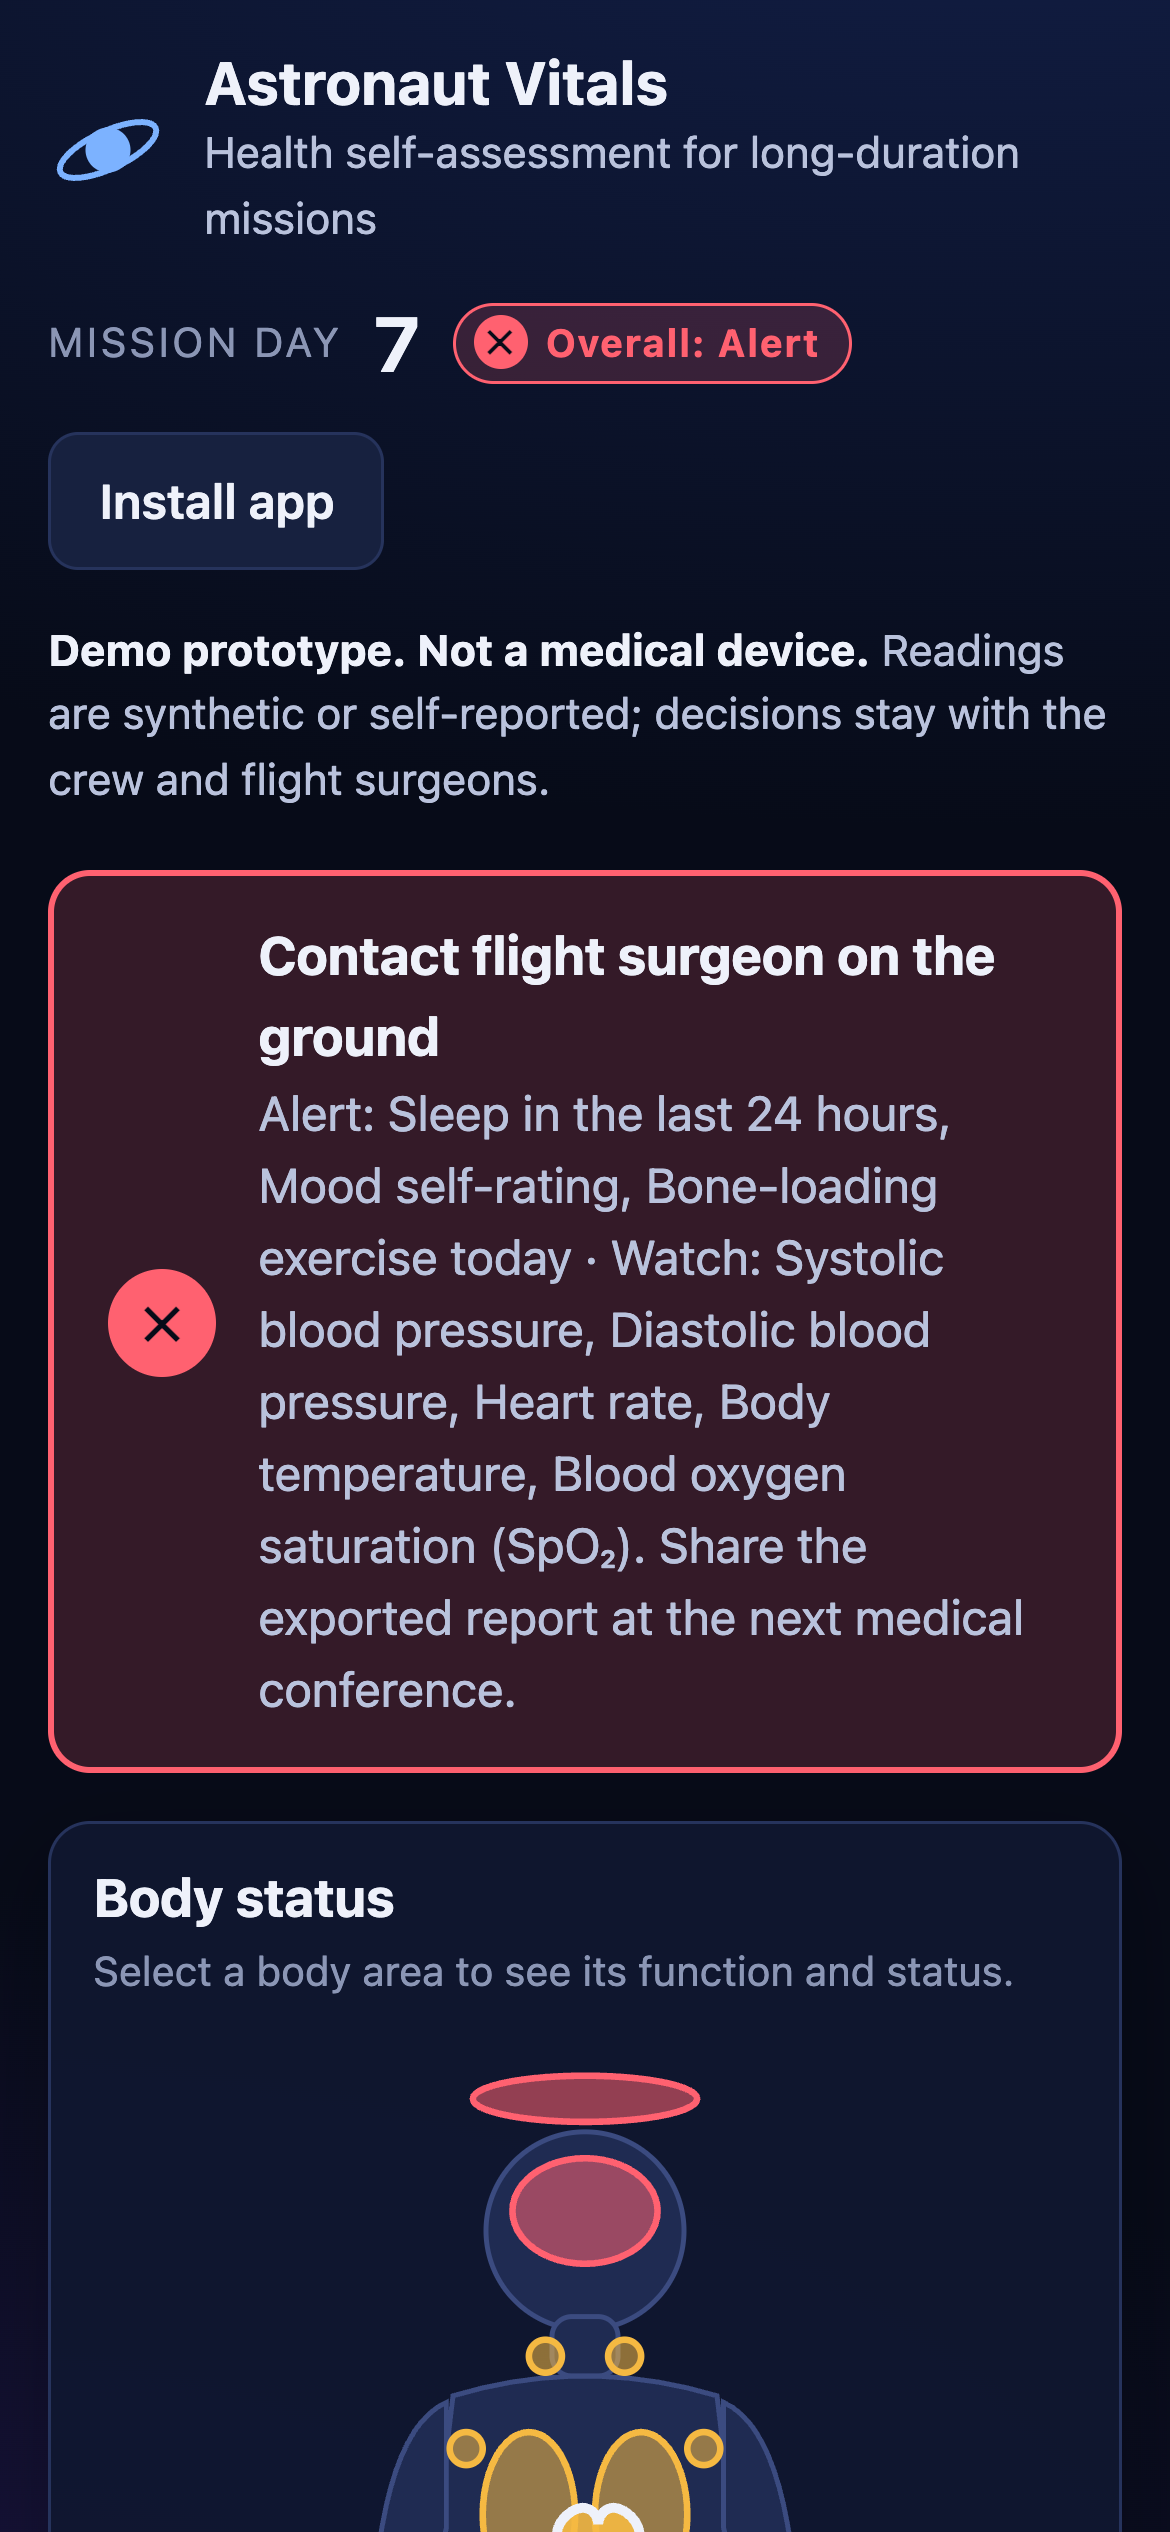 Astronaut Vitals
Health self-assessment for long-duration
missions
MISSION DAY 7 Overall: Alert
Install app
Demo prototype. Not a medical device. Readings
are synthetic or self-reported; decisions stay with the
crew and flight surgeons.
Contact flight surgeon on the
ground
Alert: Sleep in the last 24 hours,
Mood self-rating, Bone-loading
exercise today · Watch: Systolic
blood pressure, Diastolic blood
pressure, Heart rate, Body
temperature, Blood oxygen
saturation (SpO₂). Share the
exported report at the next medical
conference.
Body status
Select a body area to see its function and status.